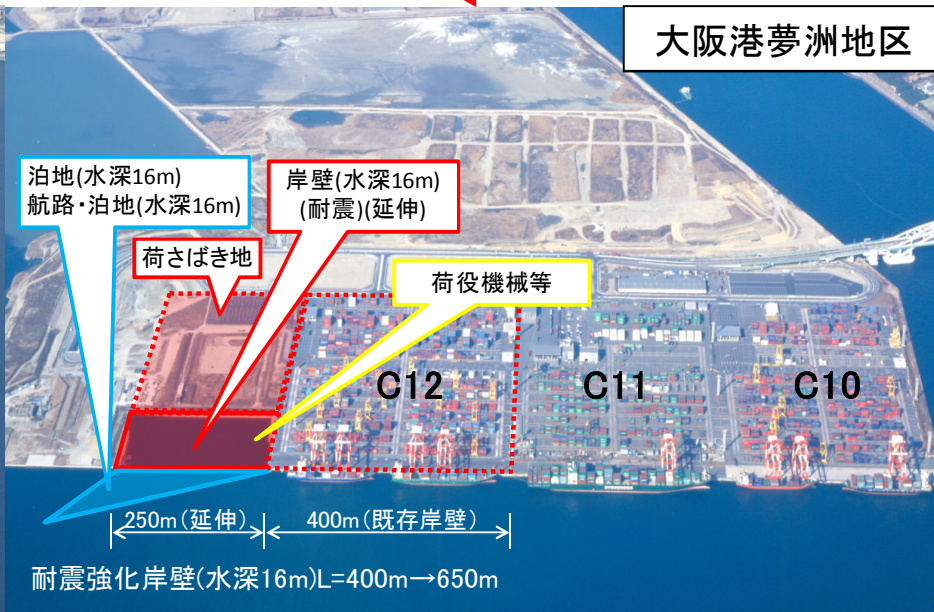 大阪港夢洲地区
泊地(水深16m)
航路・泊地(水深16m)
岸壁(水深16m)
(耐震)(延伸)
荷さばき地
荷役機械等
C12
C11
C10
250m(延伸)
400m(既存岸壁)
耐震強化岸壁(水深16m)L=400m→650m